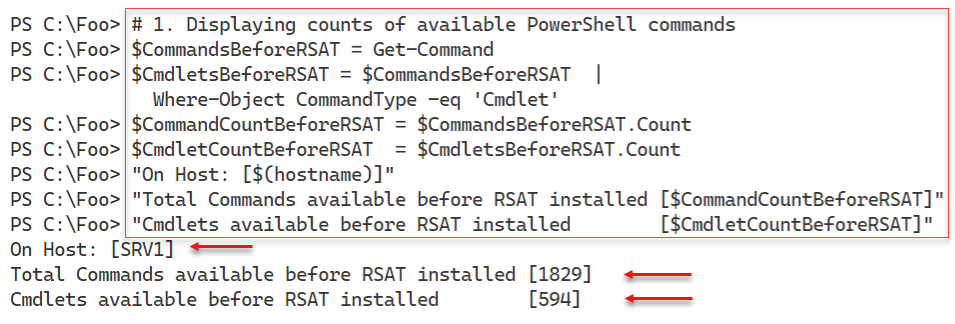 PS C:\Foo> # 1. Displaying counts of available PowerShell commands
PS C:\Foo> $CommandsBeforeRSAT = Get-Command
PS C:\Foo> $CmdletsBeforeRSAT = $CommandsBeforeRSAT  |
             Where-Object CommandType -eq 'Cmdlet'
PS C:\Foo> $CommandCountBeforeRSAT = $CommandsBeforeRSAT.Count
PS C:\Foo> $CmdletCountBeforeRSAT  = $CmdletsBeforeRSAT.Count
PS C:\Foo> "On Host: [$(hostname)]"
PS C:\Foo> "Total Commands available before RSAT installed [$CommandCountBeforeRSAT]"
PS C:\Foo> "Cmdlets available before RSAT installed        [$CmdletCountBeforeRSAT]"
On Host: [SRV1]
Total Commands available before RSAT installed [1829]
Cmdlets available before RSAT installed        [594]